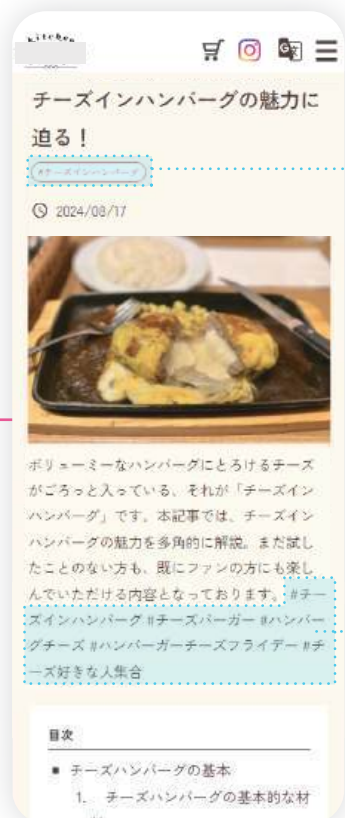 kitchen
チーズインハンバーグの魅力に
迫る！
#チーズインハンバーグ
2024/08/17
ボリューミーなハンバーグにとろけるチーズ
がごろっと入っている、それが「チーズイン
ハンバーグ」です。本記事では、チーズイン
ハンバーグの魅力を多角的に解説。まだ試し
たことのない方も、既にファンの方にも楽し
んでいただける内容となっております。 #チー
ズインハンバーグ #チーズバーガー #ハンバー
グチーズ #ハンバーガーチーズフライデー #チ
ーズ好きな人集合
目次
■ チーズハンバーグの基本
1. チーズハンバーグの基本的な材